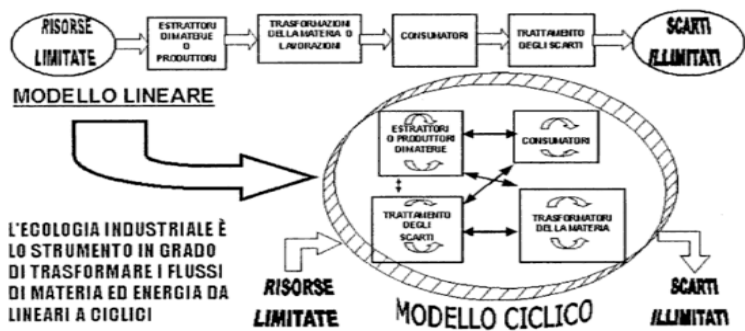 RISORSE
LIMITATE
ESTRATTORI
DI MATERIE
O
PRODUTTORI
TRASFORMAZIONI
DELLA MATERIA O
LAVORAZIONI
CONSUMATORI
TRATTAMENTO
DEGLI SCARTI
SCARTI
ILLIMITATI
MODELLO LINEARE
ESTRATTORI
O PRODUTTORI
DI MATERIE
CONSUMATORI
TRATTAMENTO
DEGLI
SCARTI
TRASFORMATORI
DELLA MATERIA
L'ECOLOGIA INDUSTRIALE È
LO STRUMENTO IN GRADO
DI TRASFORMARE I FLUSSI
DI MATERIA ED ENERGIA DA
LINEARI A CICLICI
RISORSE
LIMITATE
MODELLO CICLICO
SCARTI
ILLIMITATI